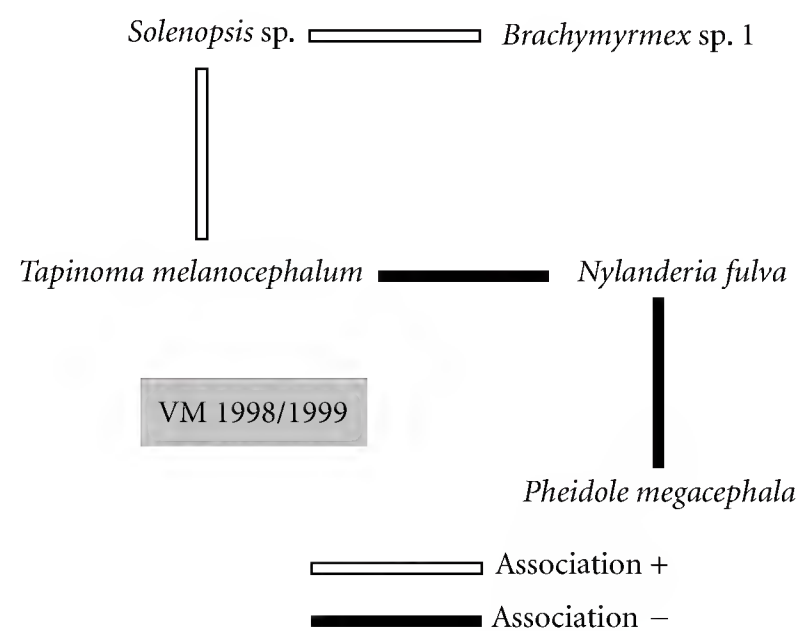 Solenopsis sp.
Brachymyrmex sp. 1
Tapinoma melanocephalum
Nylanderia fulva
VM 1998/1999
Pheidole megacephala
Association +
Association −